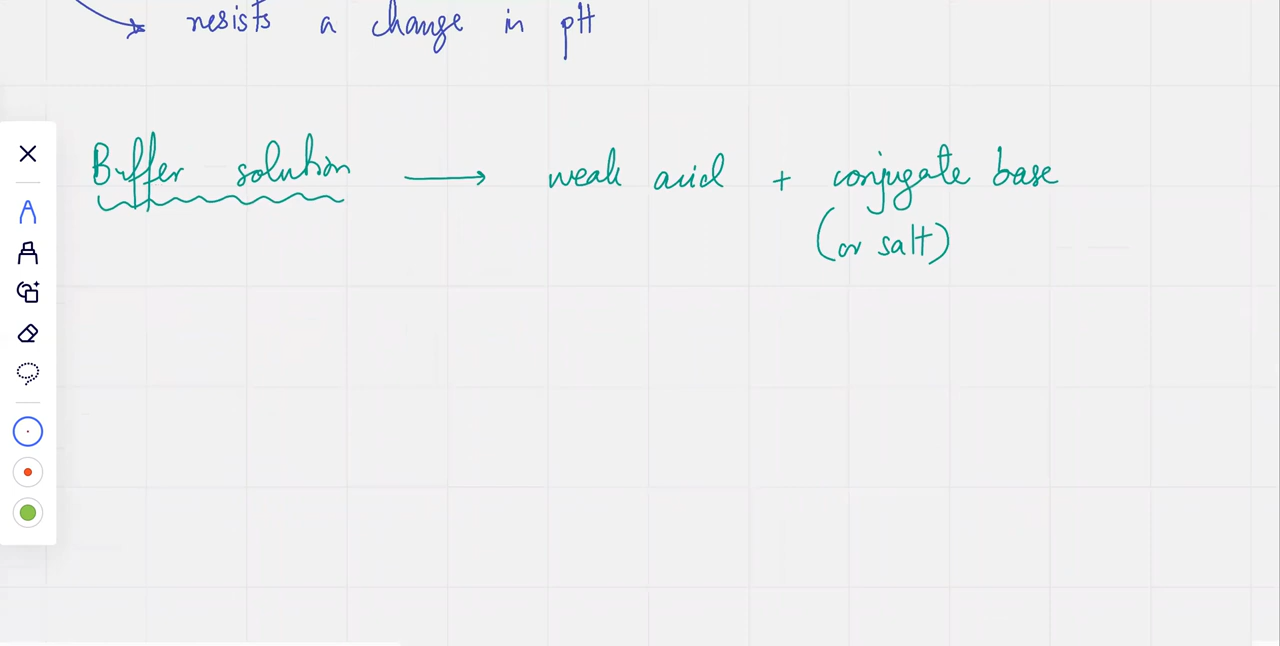 resists a change in pH
Buffer solution → weak acid + conjugate base
(or salt)